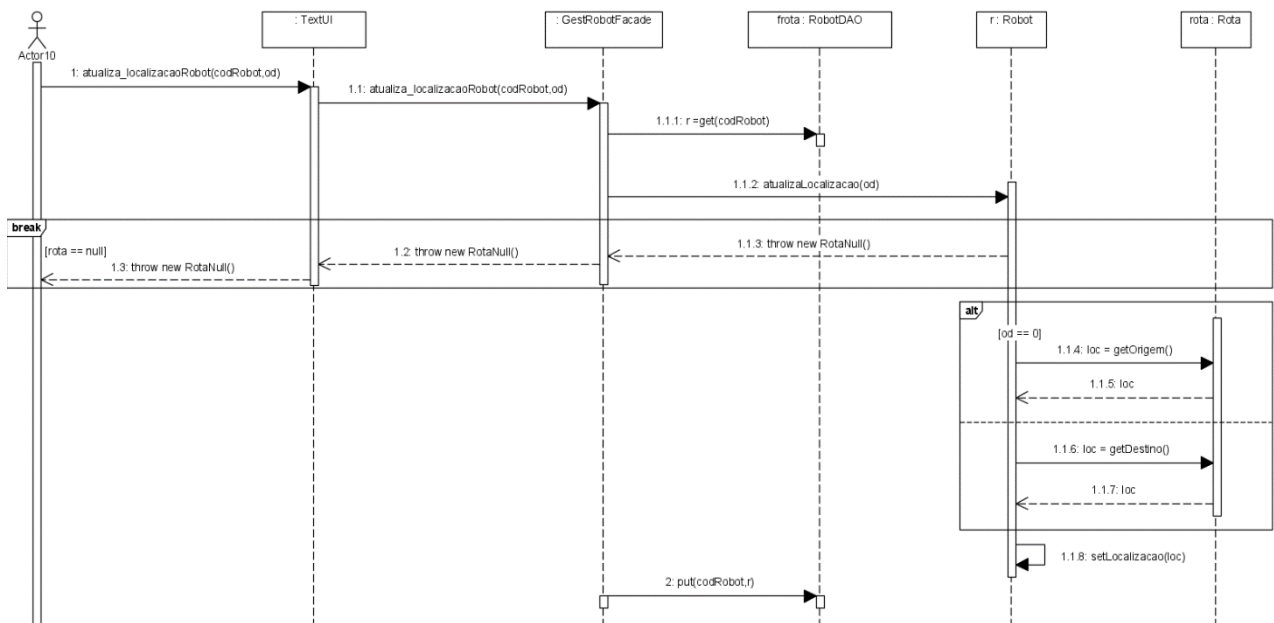 Actor10
: TextUI
: GestRobotFacade
frota : RobotDAO
r : Robot
rota : Rota
1: atualiza_localizacaoRobot(codRobot,od)
1.1: atualiza_localizacaoRobot(codRobot,od)
1.1.1: r =get(codRobot)
1.1.2: atualizaLocalizacao(od)
break
[rota == null]
1.1.3: throw new RotaNull()
1.2: throw new RotaNull()
1.3: throw new RotaNull()
alt
[od == 0]
1.1.4: loc = getOrigem()
1.1.5: loc
1.1.6: loc = getDestino()
1.1.7: loc
1.1.8: setLocalizacao(loc)
2: put(codRobot,r)